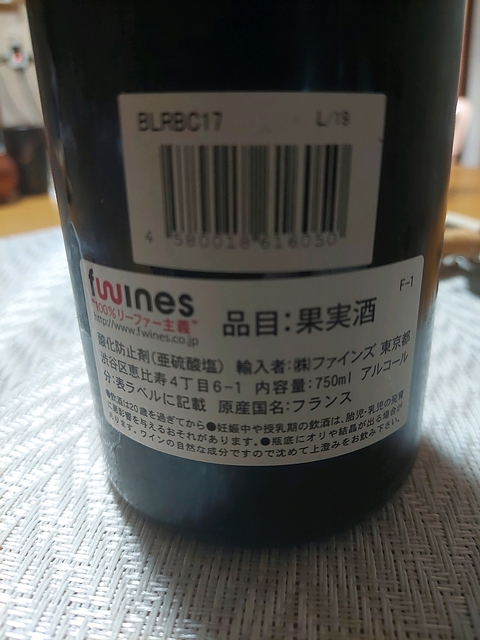 BLRBC17 L/19
4 580018 616050
fwines
"100%リーファー主義"
http://www.fwines.co.jp
品目:果実酒
F-1
酸化防止剤(亜硫酸塩) 輸入者:㈱ファインズ 東京都
渋谷区恵比寿4丁目6-1 内容量:750ml アルコール
分:表ラベルに記載 原産国名:フランス
●飲酒は20歳を過ぎてから●妊娠中や授乳期の飲酒は、胎児・乳児の発育
に悪影響を与えるおそれがあります。●瓶底にオリや結晶が出る場合が
あります。ワインの自然な成分ですので沈めて上澄みをお飲み下さい。